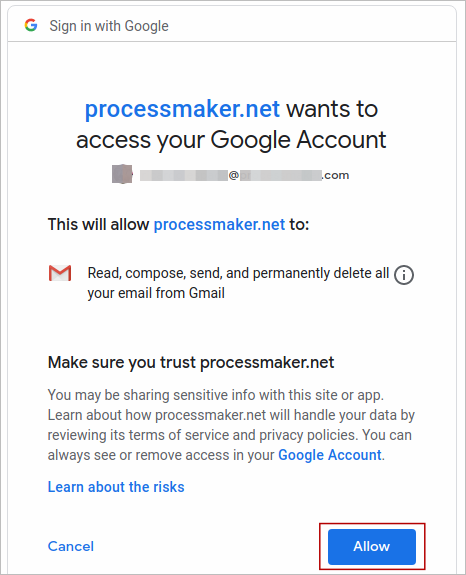 Sign in with Google
processmaker.net wants to
access your Google Account
@ .com
This will allow processmaker.net to:
Read, compose, send, and permanently delete all
your email from Gmail
Make sure you trust processmaker.net
You may be sharing sensitive info with this site or app.
Learn about how processmaker.net will handle your data by
reviewing its terms of service and privacy policies. You can
always see or remove access in your Google Account.
Learn about the risks
Cancel Allow